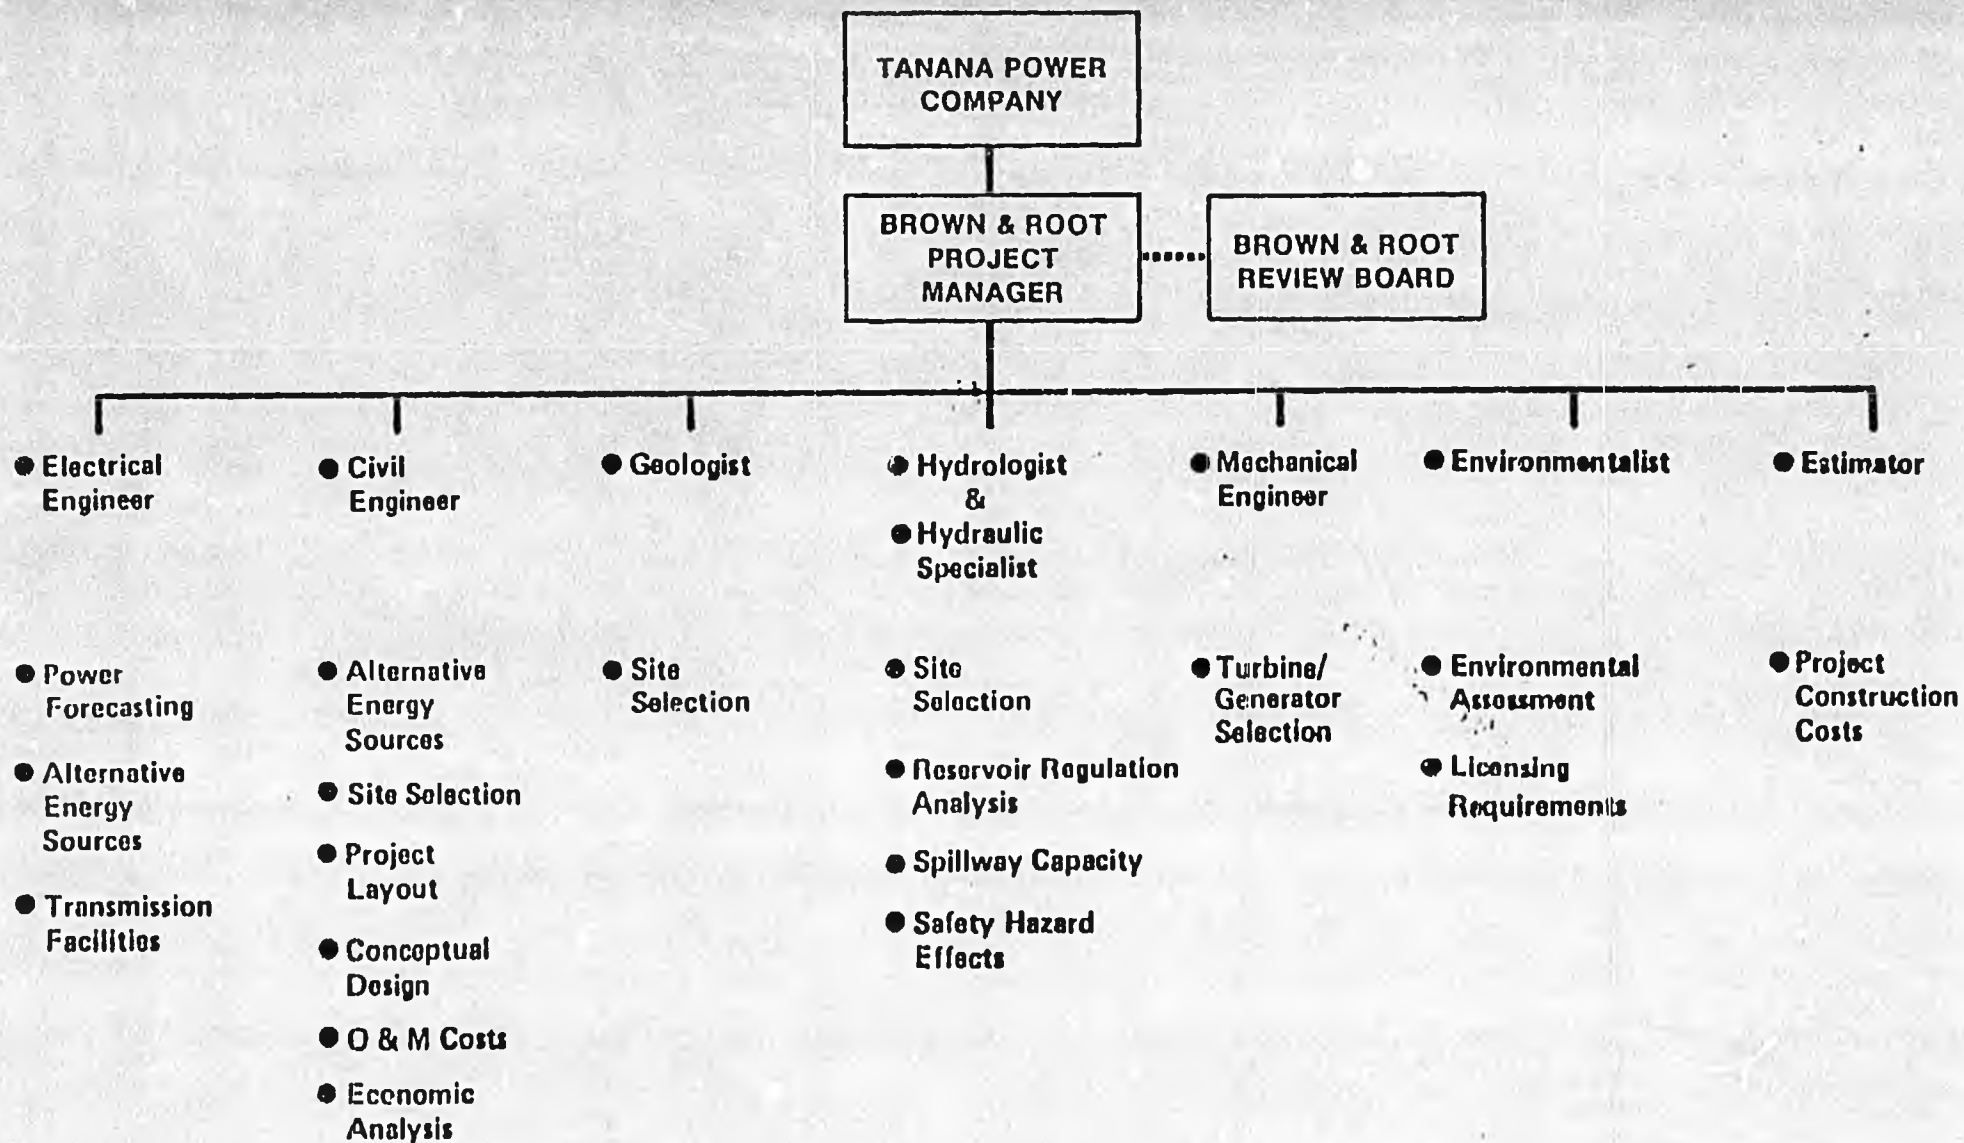 TANANA POWER
COMPANY
BROWN & ROOT
PROJECT
MANAGER
BROWN & ROOT
REVIEW BOARD
● Electrical
Engineer
● Civil
Engineer
● Geologist
● Hydrologist
&
● Hydraulic
Specialist
● Mechanical
Engineer
● Environmentalist
● Estimator
● Power
Forecasting
● Alternative
Energy
Sources
● Transmission
Facilities
● Alternative
Energy
Sources
● Site Selection
● Project
Layout
● Conceptual
Design
● O & M Costs
● Economic
Analysis
● Site
Selection
● Site
Selection
● Reservoir Regulation
Analysis
● Spillway Capacity
● Safety Hazard
Effects
● Turbine/
Generator
Selection
● Environmental
Assessment
● Licensing
Requirements
● Project
Construction
Costs